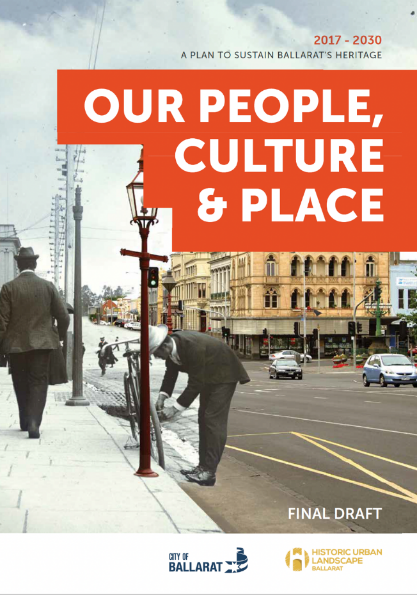 2017 - 2030
A PLAN TO SUSTAIN BALLARAT'S HERITAGE
OUR PEOPLE,
CULTURE
& PLACE
FINAL DRAFT
CITY OF
BALLARAT
HISTORIC URBAN
LANDSCAPE
BALLARAT